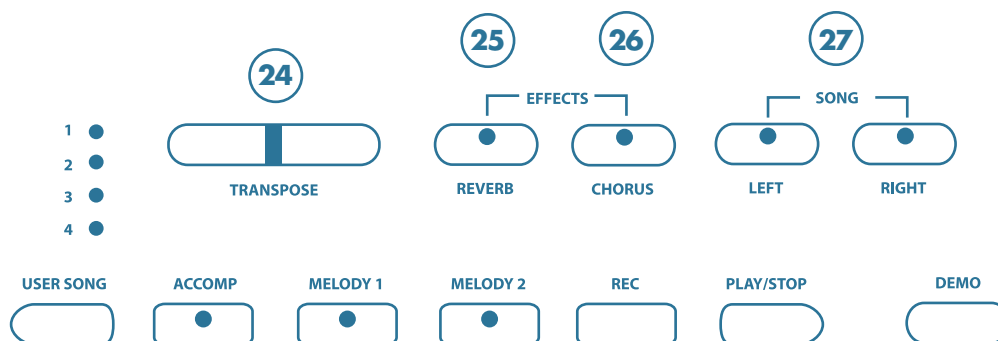 24
25
26
27
EFFECTS
SONG
1
2
3
4
TRANSPOSE
REVERB
CHORUS
LEFT
RIGHT
USER SONG
ACCOMP
MELODY 1
MELODY 2
REC
PLAY/STOP
DEMO